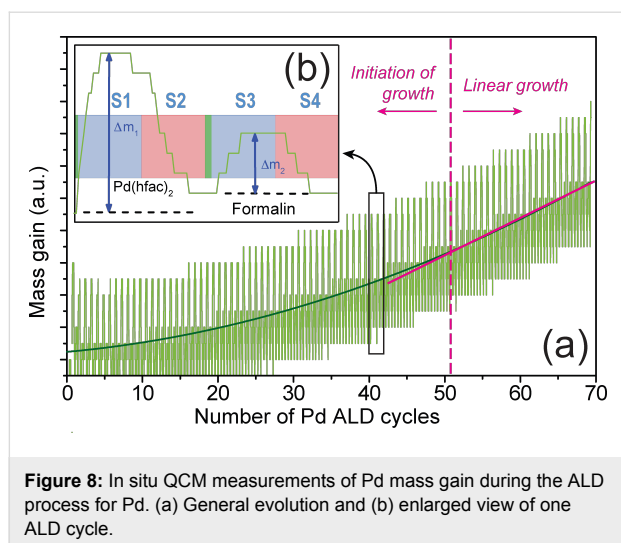 (b)
S1 S2 S3 S4
Δm1
Δm2
Pd(hfac)2
Formalin
Initiation of
growth
Linear growth
Mass gain (a.u.)
(a)
0 10 20 30 40 50 60 70
Number of Pd ALD cycles
Figure 8: In situ QCM measurements of Pd mass gain during the ALD
process for Pd. (a) General evolution and (b) enlarged view of one
ALD cycle.